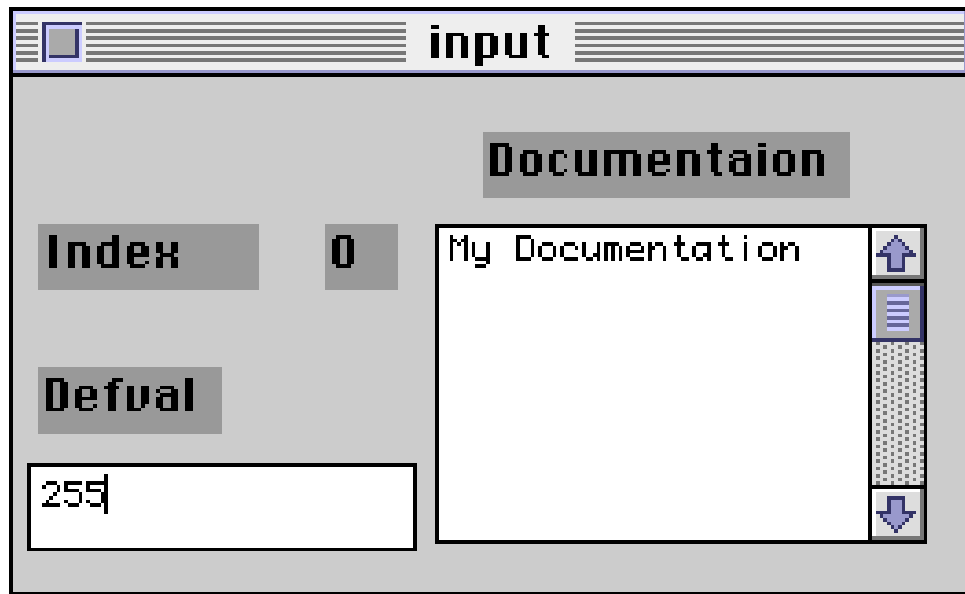 input
Documentaion
Index 0
My Documentation
Defval
255